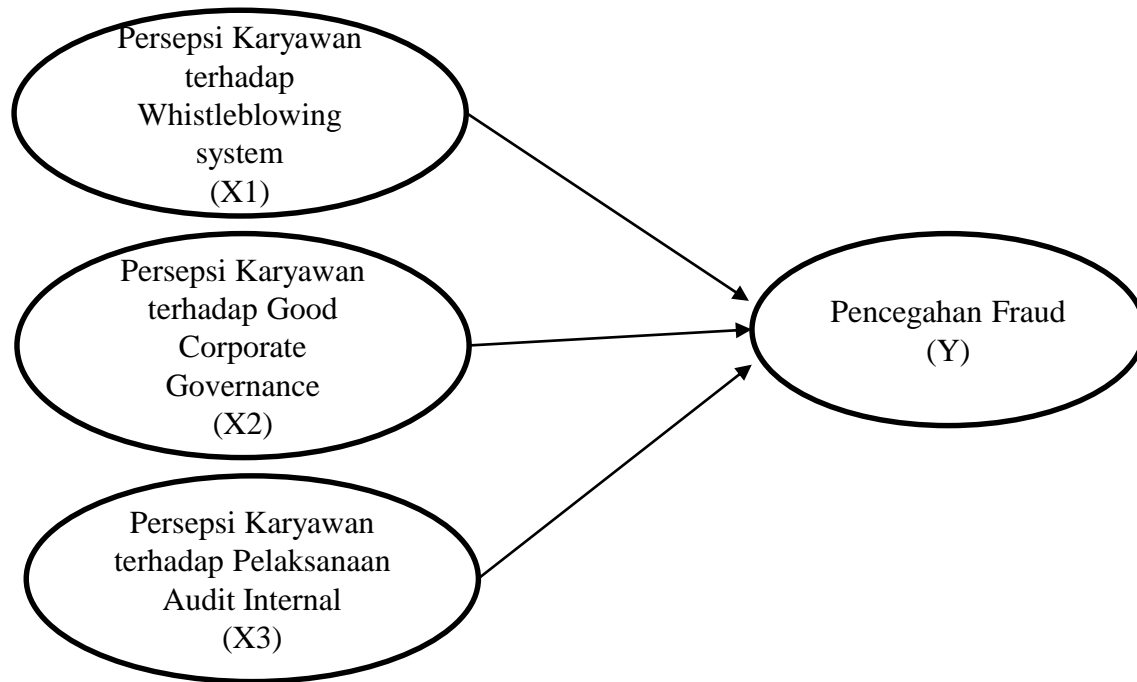 Persepsi Karyawan
terhadap
Whistleblowing
system
(X1)
Persepsi Karyawan
terhadap Good
Corporate
Governance
(X2)
Persepsi Karyawan
terhadap Pelaksanaan
Audit Internal
(X3)
Pencegahan Fraud
(Y)